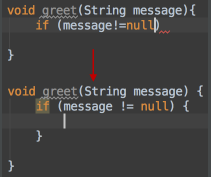 void greet(String message){
if (message!=null)
}
void greet(String message) {
if (message != null) {
}
}